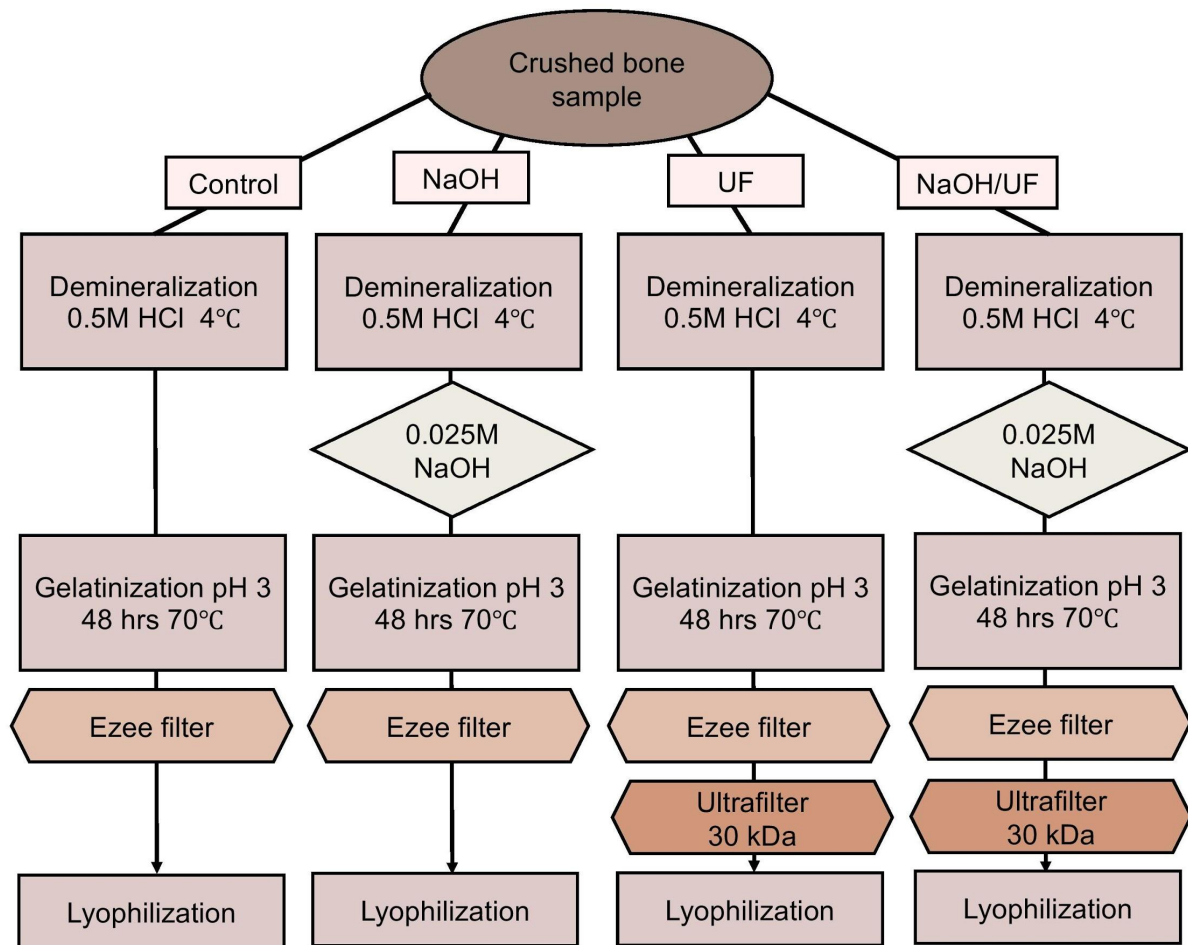 Crushed bone
sample
Control
NaOH
UF
NaOH/UF
Demineralization
0.5M HCl  4℃
Demineralization
0.5M HCl  4℃
Demineralization
0.5M HCl  4℃
Demineralization
0.5M HCl  4℃
0.025M
NaOH
0.025M
NaOH
Gelatinization pH 3
48 hrs 70℃
Gelatinization pH 3
48 hrs 70℃
Gelatinization pH 3
48 hrs 70℃
Gelatinization pH 3
48 hrs 70℃
Ezee filter
Ezee filter
Ezee filter
Ezee filter
Ultrafilter
30 kDa
Ultrafilter
30 kDa
Lyophilization
Lyophilization
Lyophilization
Lyophilization